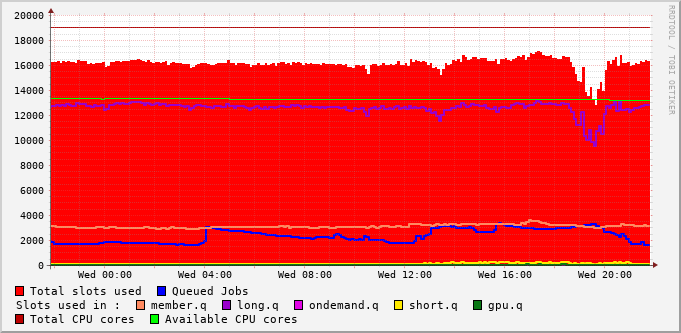 20000
18000
16000
14000
12000
10000
8000
6000
4000
2000
0
Wed 00:00 Wed 04:00 Wed 08:00 Wed 12:00 Wed 16:00 Wed 20:00
Total slots used Queued Jobs
Slots used in : member.q long.q ondemand.q short.q gpu.q
Total CPU cores Available CPU cores
RRDTOOL / TOBI OETIKER